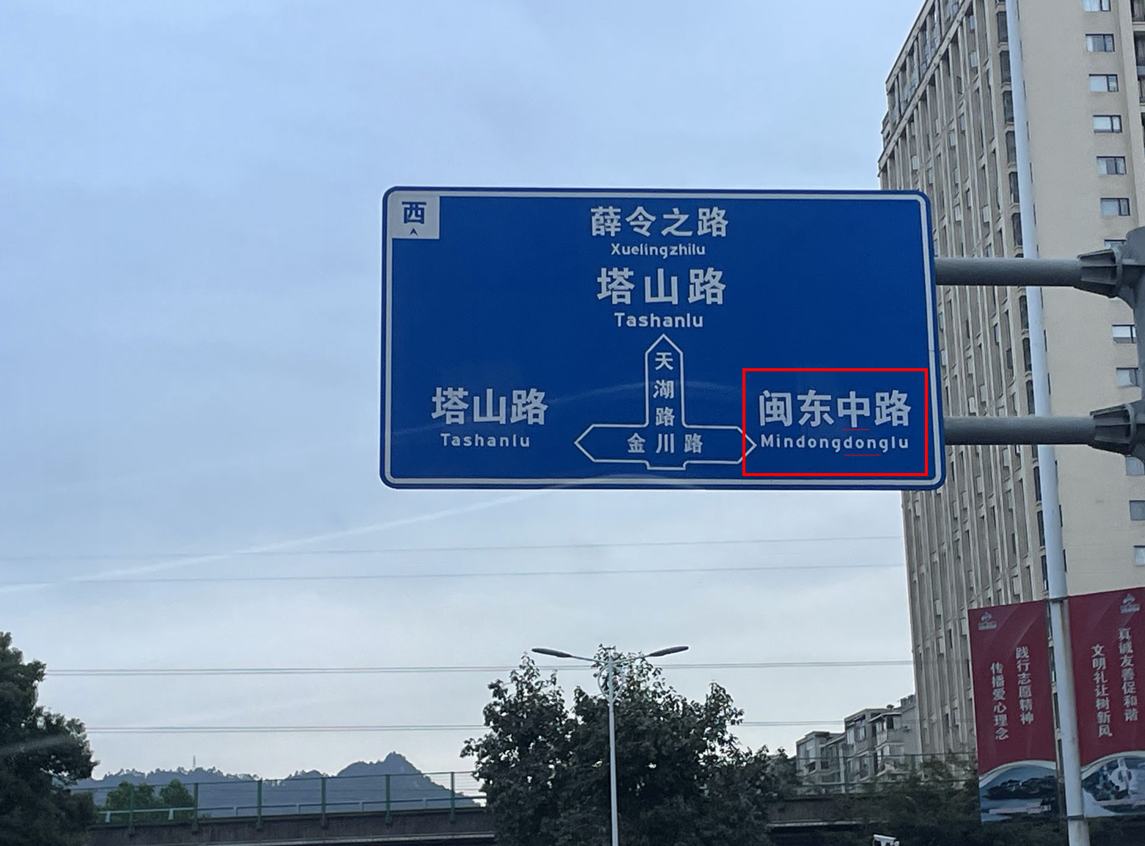 西
薛令之路
Xuelingzhilu
塔山路
Tashanlu
天湖路
塔山路
Tashanlu
金川路
闽东中路
Mindongdonglu
践行志愿精神
传播爱心理念
真诚友善促和谐
文明礼让树新风